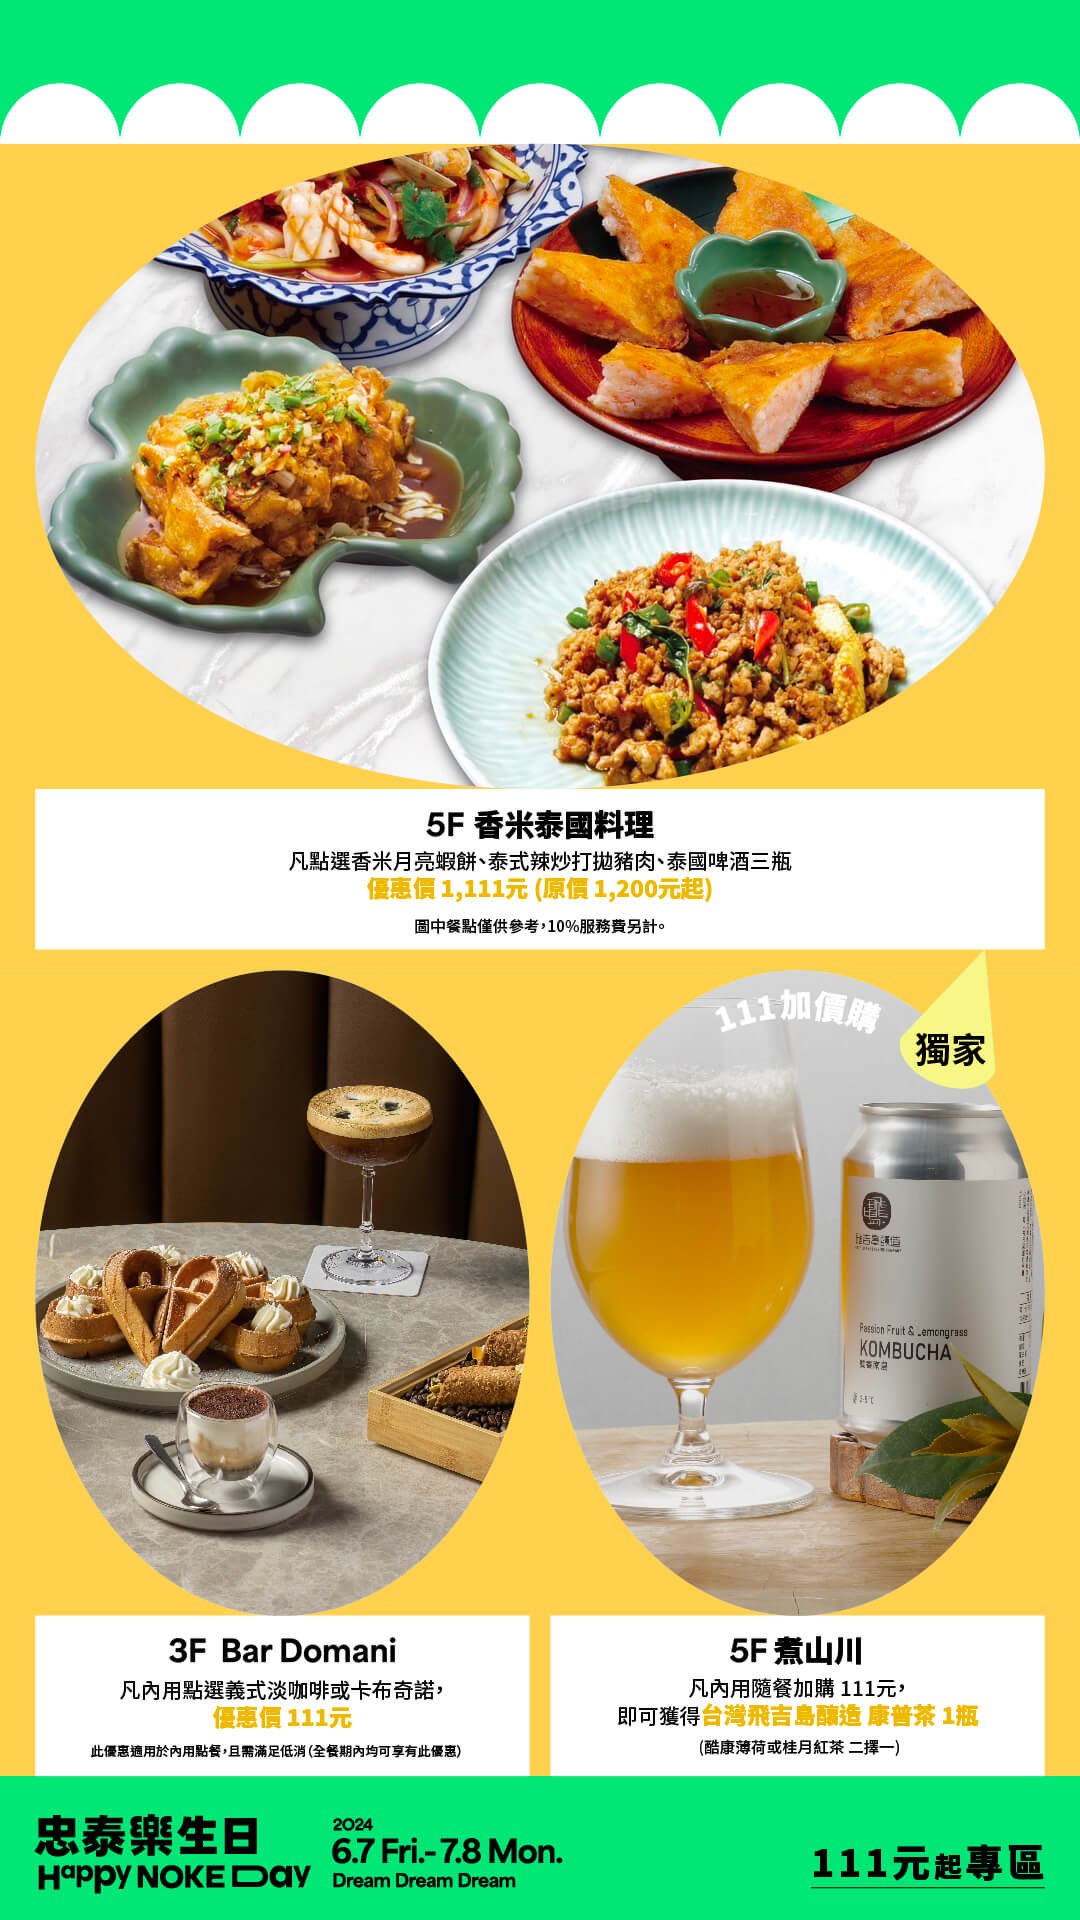 5F 香米泰國料理
凡點選香米月亮蝦餅、泰式辣炒打拋豬肉、泰國啤酒三瓶
優惠價 1,111元 (原價 1,200元起)
圖中餐點僅供參考，10%服務費另計。
111加價購
獨家
Passion Fruit & Lemongrass
KOMBUCHA
3F Bar Domani
凡內用點選義式淡咖啡或卡布奇諾，
優惠價 111元
此優惠適用於內用點餐，且需滿足低消（全餐期內均可享有此優惠）
5F 煮山川
凡內用隨餐加購 111元，
即可獲得台灣飛吉島釀造 康普茶 1瓶
(酷康薄荷或桂月紅茶 二擇一)
忠泰樂生日
Happy NOKE Day
2024
6.7 Fri.- 7.8 Mon.
Dream Dream Dream
111元起專區